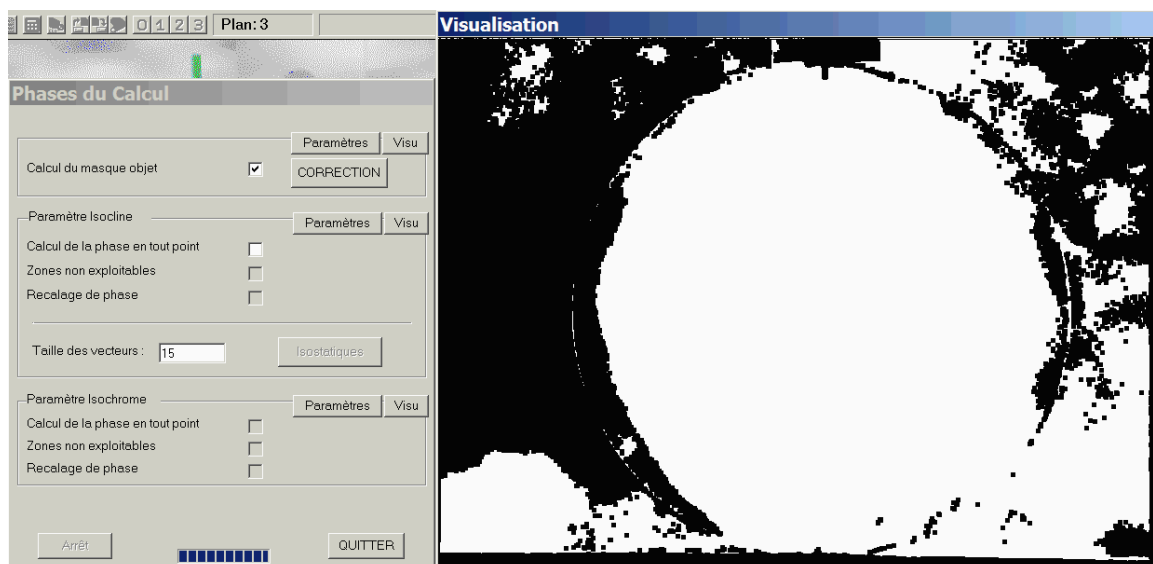 0 1 2 3 Plan: 3
Visualisation
Phases du Calcul
Paramètres Visu
Calcul du masque objet
CORRECTION
Paramètre Isocline
Paramètres Visu
Calcul de la phase en tout point
Zones non exploitables
Recalage de phase
Taille des vecteurs : 15 Isostatiques
Paramètre Isochrome
Paramètres Visu
Calcul de la phase en tout point
Zones non exploitables
Recalage de phase
Arrêt QUITTER